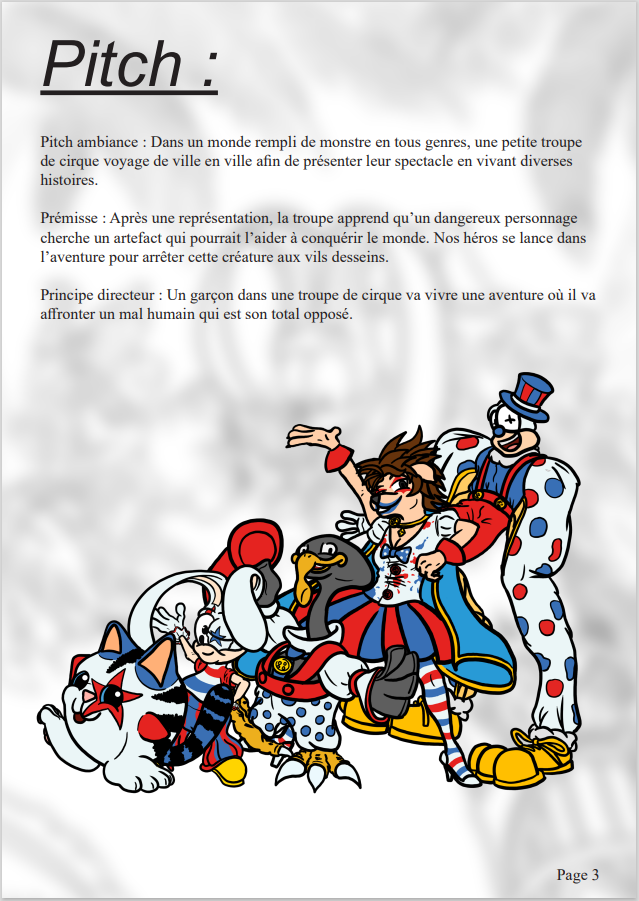 Pitch :
Pitch ambiance : Dans un monde rempli de monstre en tous genres, une petite troupe
de cirque voyage de ville en ville afin de présenter leur spectacle en vivant diverses
histoires.
Prémisse : Après une représentation, la troupe apprend qu’un dangereux personnage
cherche un artefact qui pourrait l’aider à conquérir le monde. Nos héros se lance dans
l’aventure pour arrêter cette créature aux vils desseins.
Principe directeur : Un garçon dans une troupe de cirque va vivre une aventure où il va
affronter un mal humain qui est son total opposé.
Page 3